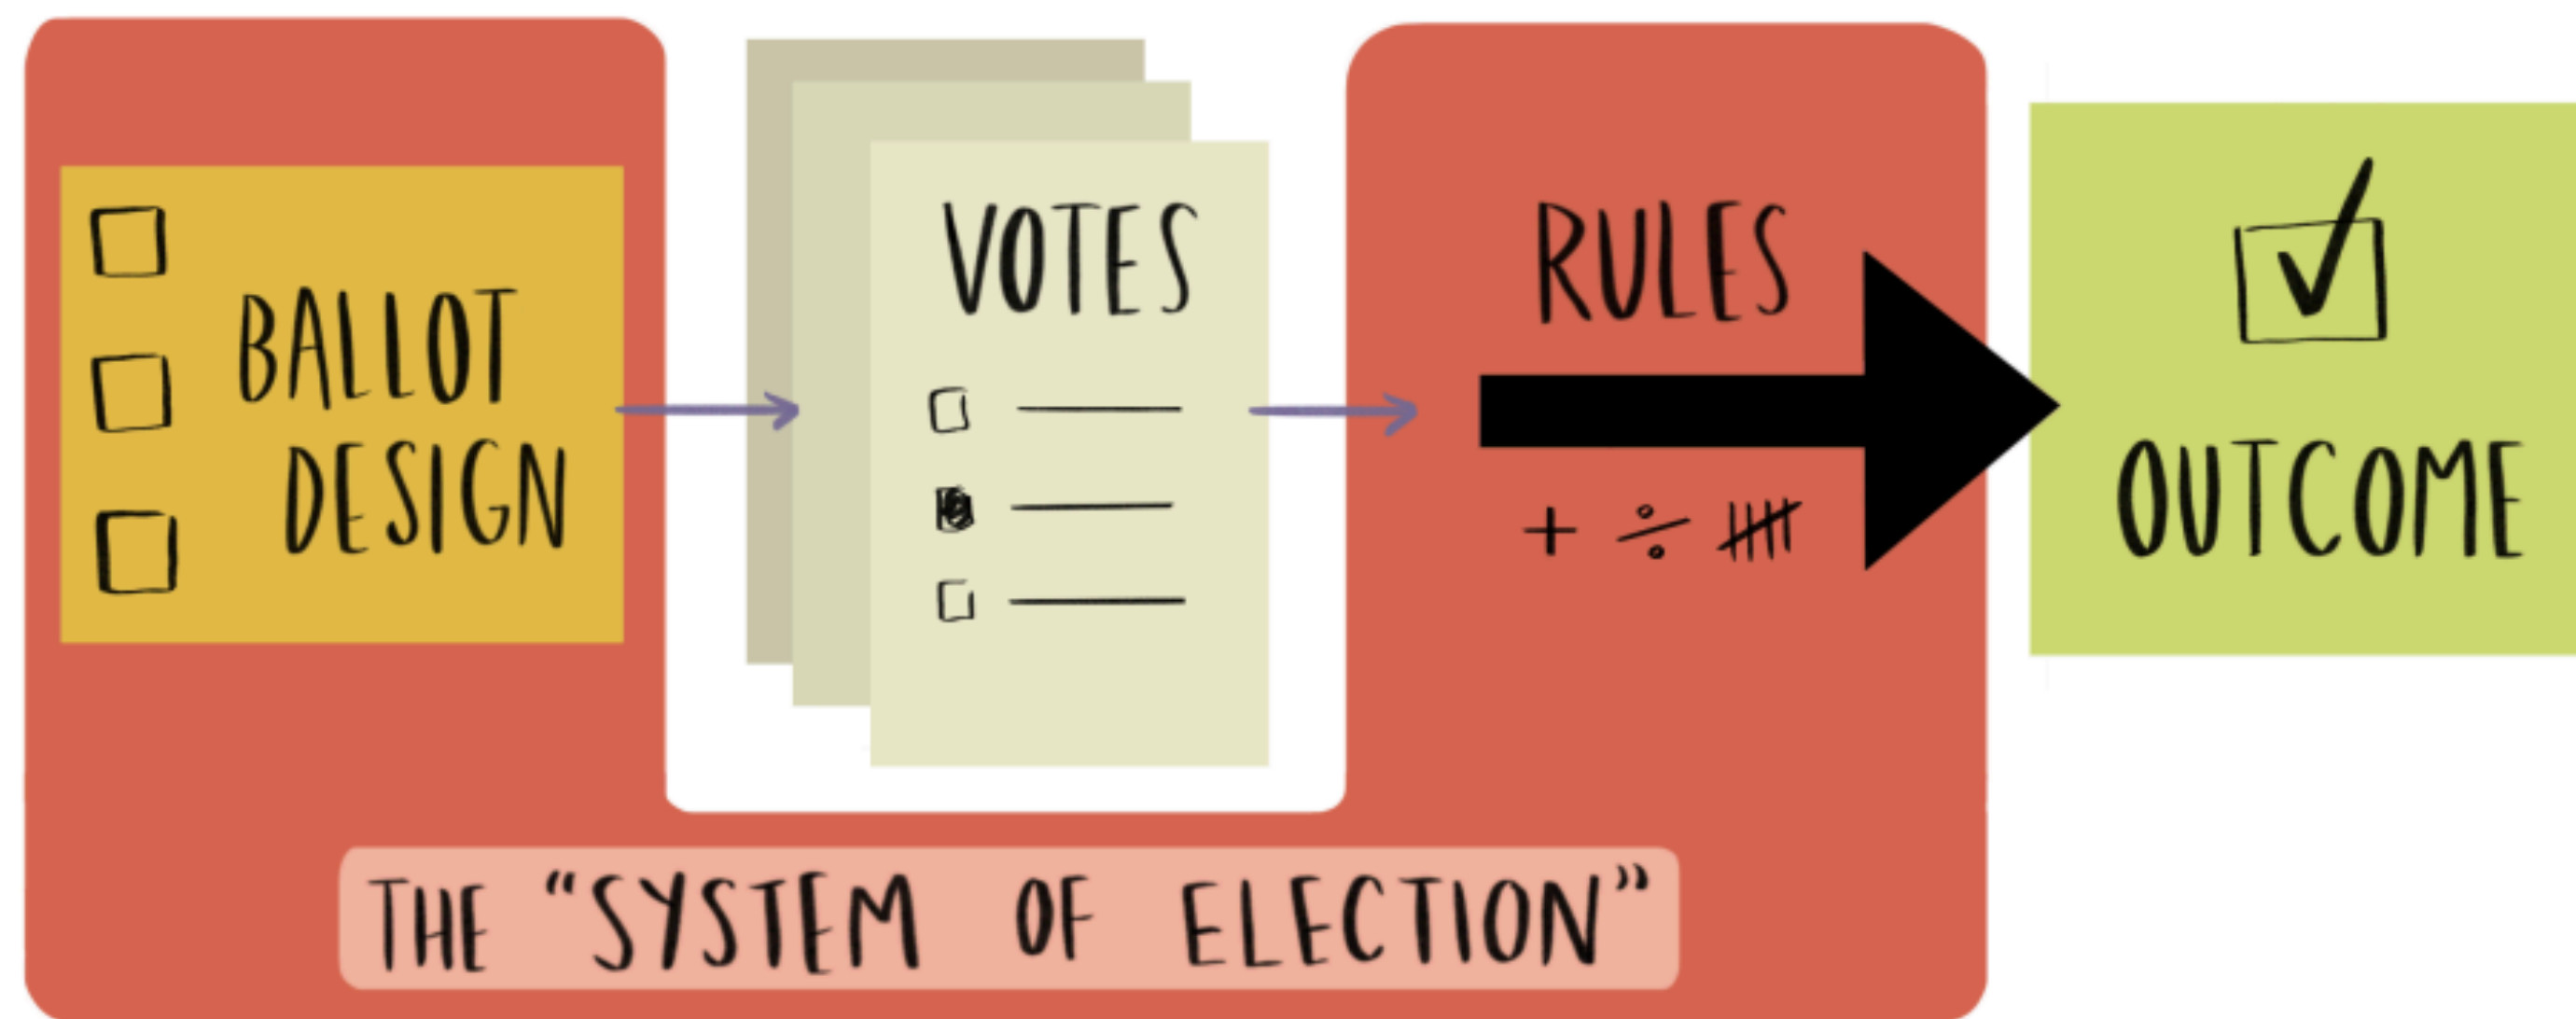 BALLOT
DESIGN
VOTES
RULES
+ ÷
OUTCOME
THE "SYSTEM OF ELECTION"